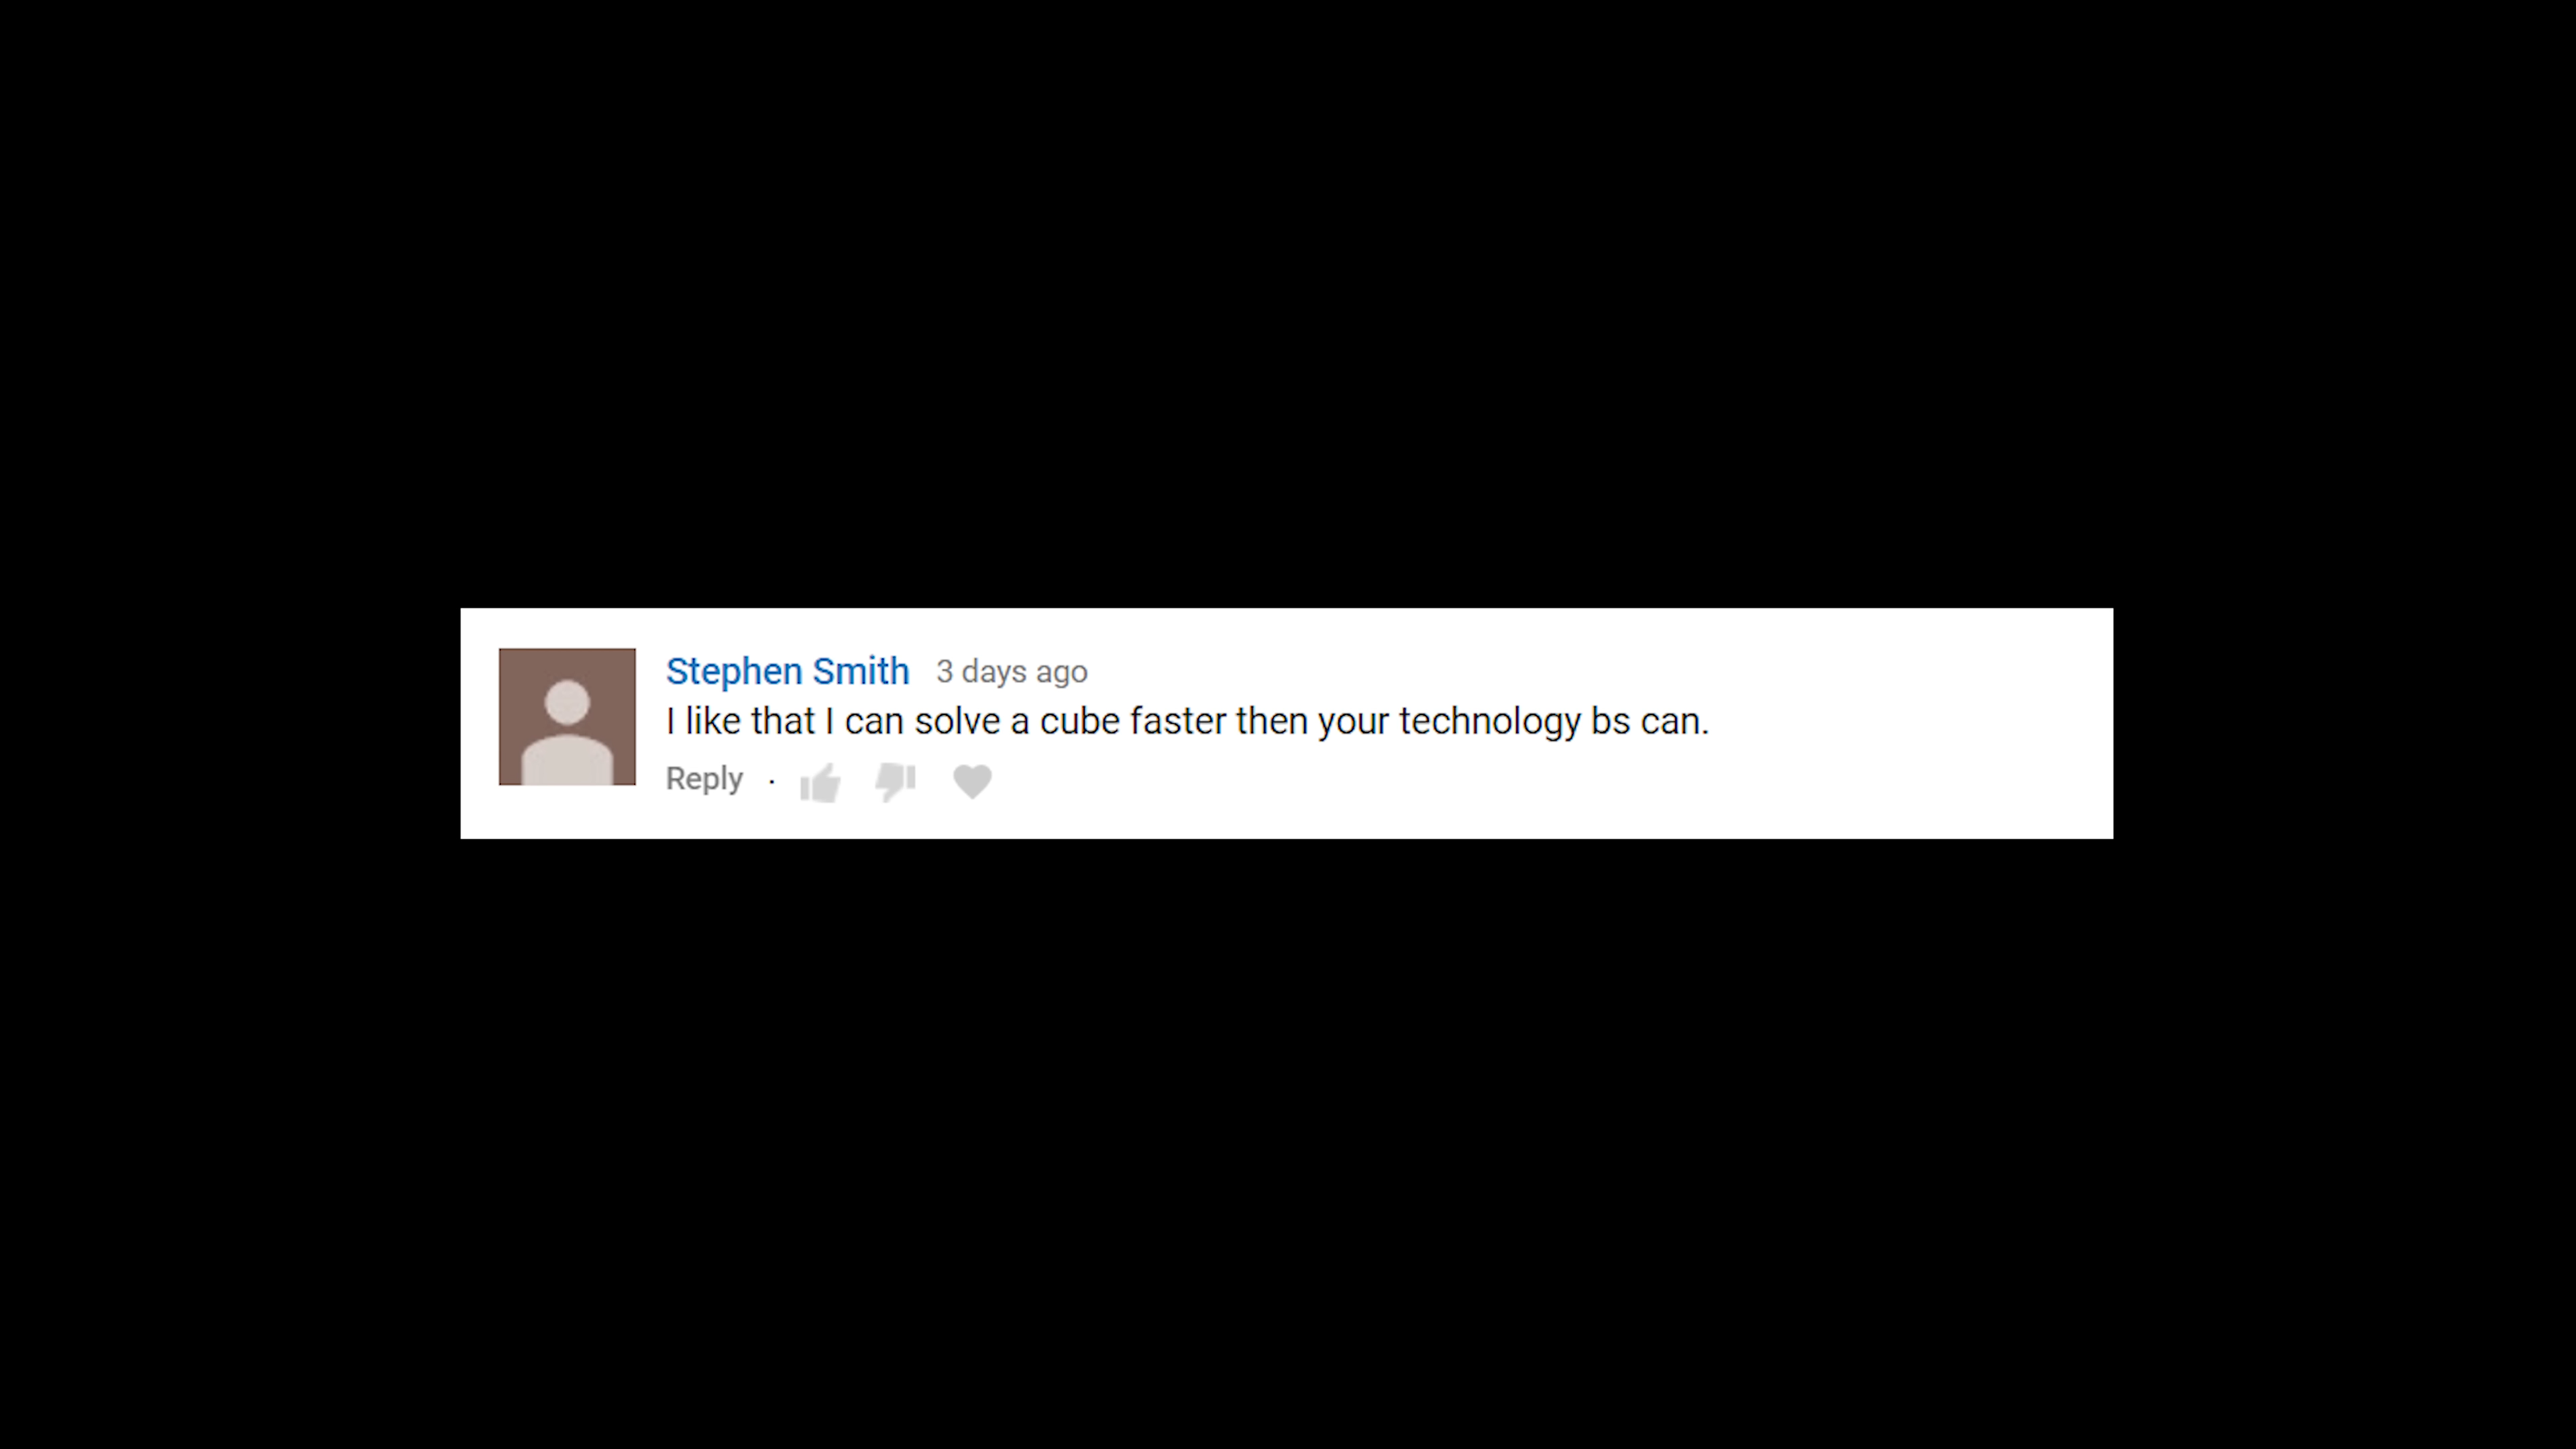 Stephen Smith 3 days ago
I like that I can solve a cube faster then your technology bs can.
Reply ·